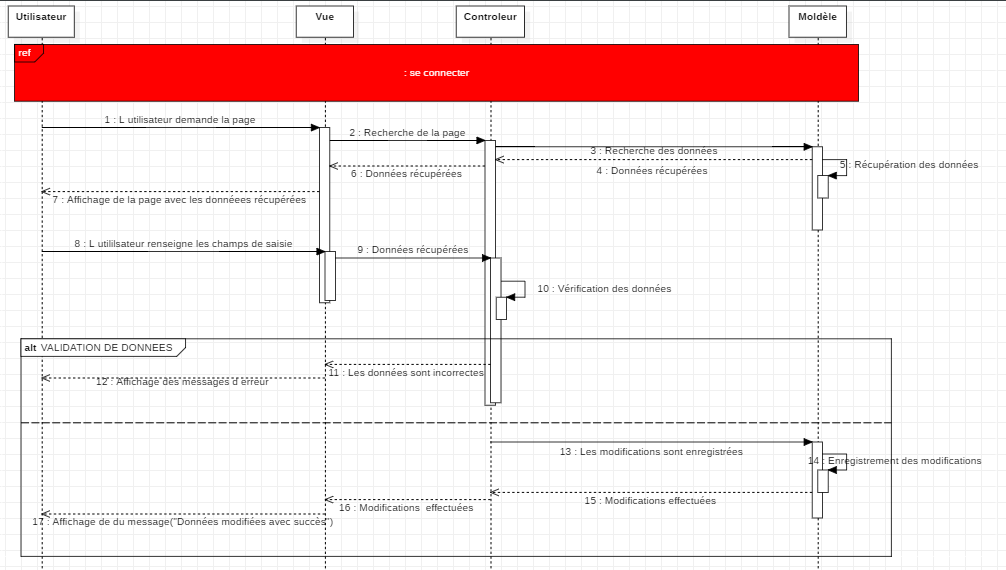 Utilisateur
Vue
Controleur
Moldèle
ref
: se connecter
1 : L utilisateur demande la page
2 : Recherche de la page
3 : Recherche des données
4 : Données récupérées
5 : Récupération des données
6 : Données récupérées
7 : Affichage de la page avec les donnéees récupérées
8 : L utililsateur renseigne les champs de saisie
9 : Données récupérées
10 : Vérification des données
alt VALIDATION DE DONNEES
11 : Les données sont incorrectes
12 : Affichage des messages d erreur
13 : Les modifications sont enregistrées
14 : Enregistrement des modifications
15 : Modifications effectuées
16 : Modifications effectuées
17 : Affichage de du message("Données modifiées avec succès")